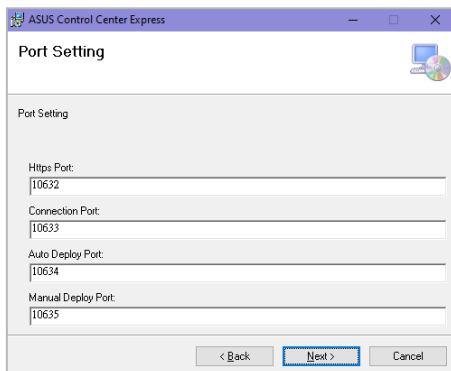 ASUS Control Center Express
Port Setting
Port Setting
Https Port:
10632
Connection Port:
10633
Auto Deploy Port:
10634
Manual Deploy Port:
10635
< Back Next > Cancel